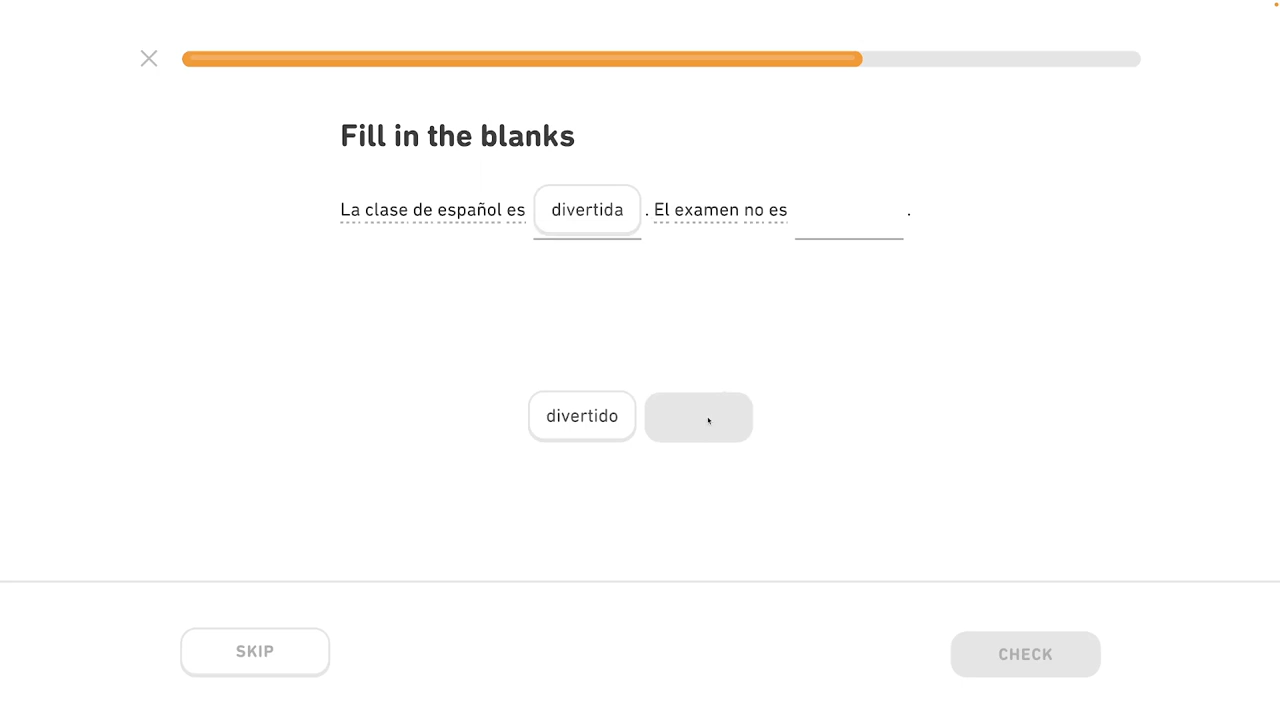 Fill in the blanks
La clase de español es divertida . El examen no es .
divertido
SKIP CHECK